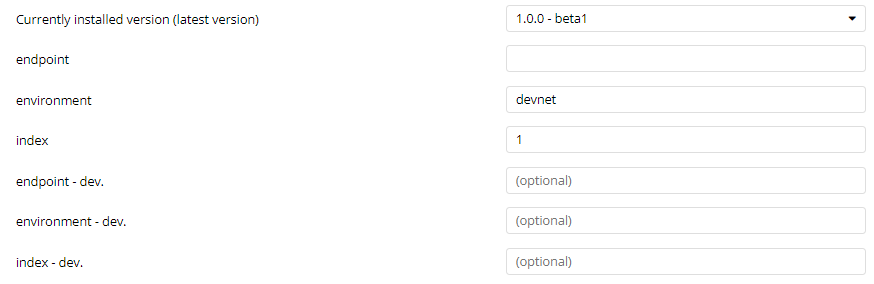 Currently installed version (latest version) 1.0.0 - beta1
endpoint
environment devnet
index 1
endpoint - dev. (optional)
environment - dev. (optional)
index - dev. (optional)